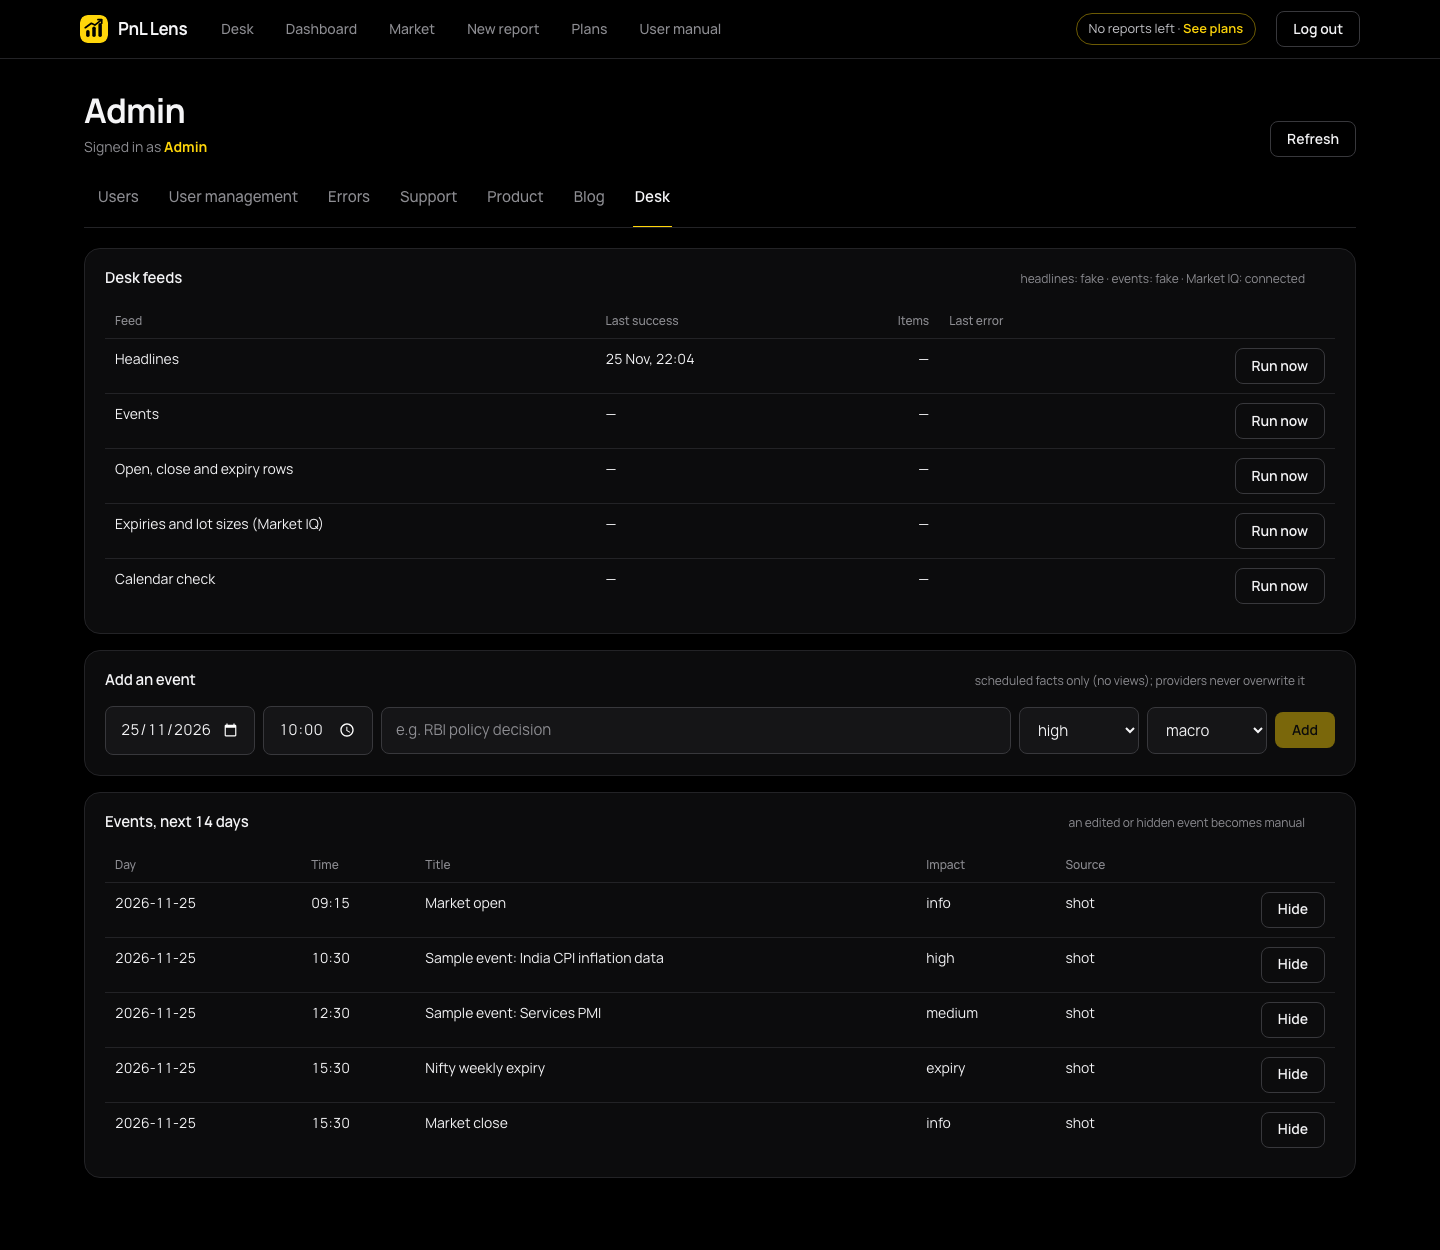 PnL Lens Desk Dashboard Market New report Plans User manual No reports left · See plans Log out
Admin
Signed in as Admin
Refresh
Users User management Errors Support Product Blog Desk
Desk feeds headlines: fake · events: fake · Market IQ: connected
Feed Last success Items Last error
Headlines 25 Nov, 22:04 — Run now
Events — — Run now
Open, close and expiry rows — — Run now
Expiries and lot sizes (Market IQ) — — Run now
Calendar check — — Run now
Add an event scheduled facts only (no views); providers never overwrite it
25/11/2026 10:00 e.g. RBI policy decision high macro Add
Events, next 14 days an edited or hidden event becomes manual
Day Time Title Impact Source
2026-11-25 09:15 Market open info shot Hide
2026-11-25 10:30 Sample event: India CPI inflation data high shot Hide
2026-11-25 12:30 Sample event: Services PMI medium shot Hide
2026-11-25 15:30 Nifty weekly expiry expiry shot Hide
2026-11-25 15:30 Market close info shot Hide